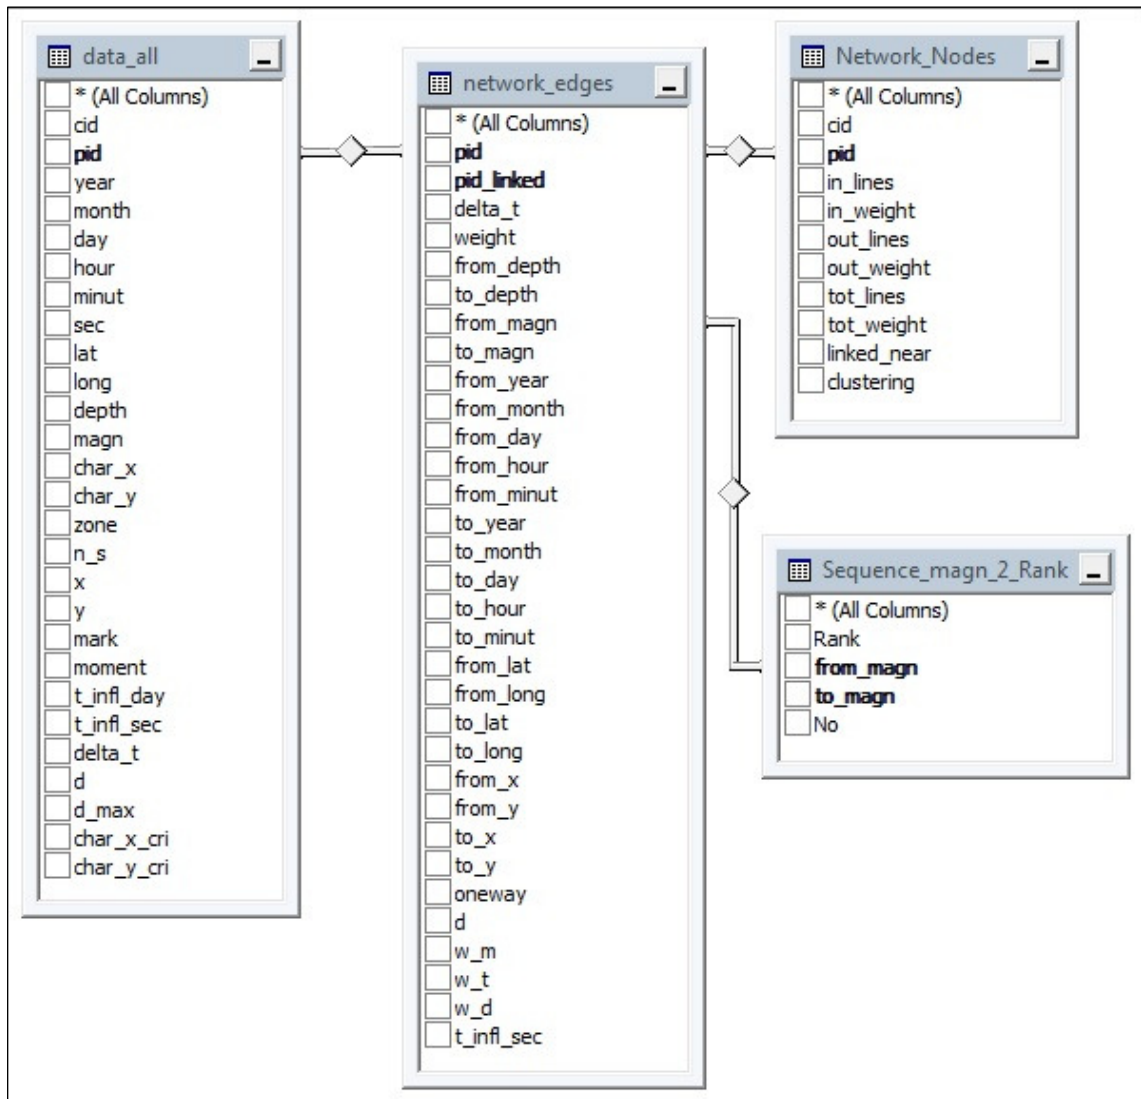 data_all
* (All Columns)
cid
pid
year
month
day
hour
minut
sec
lat
long
depth
magn
char_x
char_y
zone
n_s
x
y
mark
moment
t_infl_day
t_infl_sec
delta_t
d
d_max
char_x_cri
char_y_cri
network_edges
* (All Columns)
pid
pid_linked
delta_t
weight
from_depth
to_depth
from_magn
to_magn
from_year
from_month
from_day
from_hour
from_minut
to_year
to_month
to_day
to_hour
to_minut
from_lat
from_long
to_lat
to_long
from_x
from_y
to_x
to_y
oneway
d
w_m
w_t
w_d
t_infl_sec
Network_Nodes
* (All Columns)
cid
pid
in_lines
in_weight
out_lines
out_weight
tot_lines
tot_weight
linked_near
clustering
Sequence_magn_2_Rank
* (All Columns)
Rank
from_magn
to_magn
No